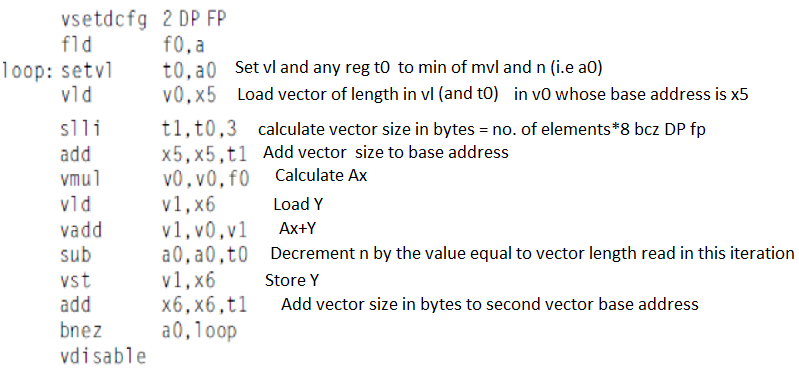 vsetdcfg 2 DP FP
fld f0,a
loop: setvl t0,a0 Set vl and any reg t0 to min of mvl and n (i.e a0)
vld v0,x5 Load vector of length in vl (and t0) in v0 whose base address is x5
slli t1,t0,3 calculate vector size in bytes = no. of elements*8 bcz DP fp
add x5,x5,t1 Add vector size to base address
vmul v0,v0,f0 Calculate Ax
vld v1,x6 Load Y
vadd v1,v0,v1 Ax+Y
sub a0,a0,t0 Decrement n by the value equal to vector length read in this iteration
vst v1,x6 Store Y
add x6,x6,t1 Add vector size in bytes to second vector base address
bnez a0,loop
vdisable